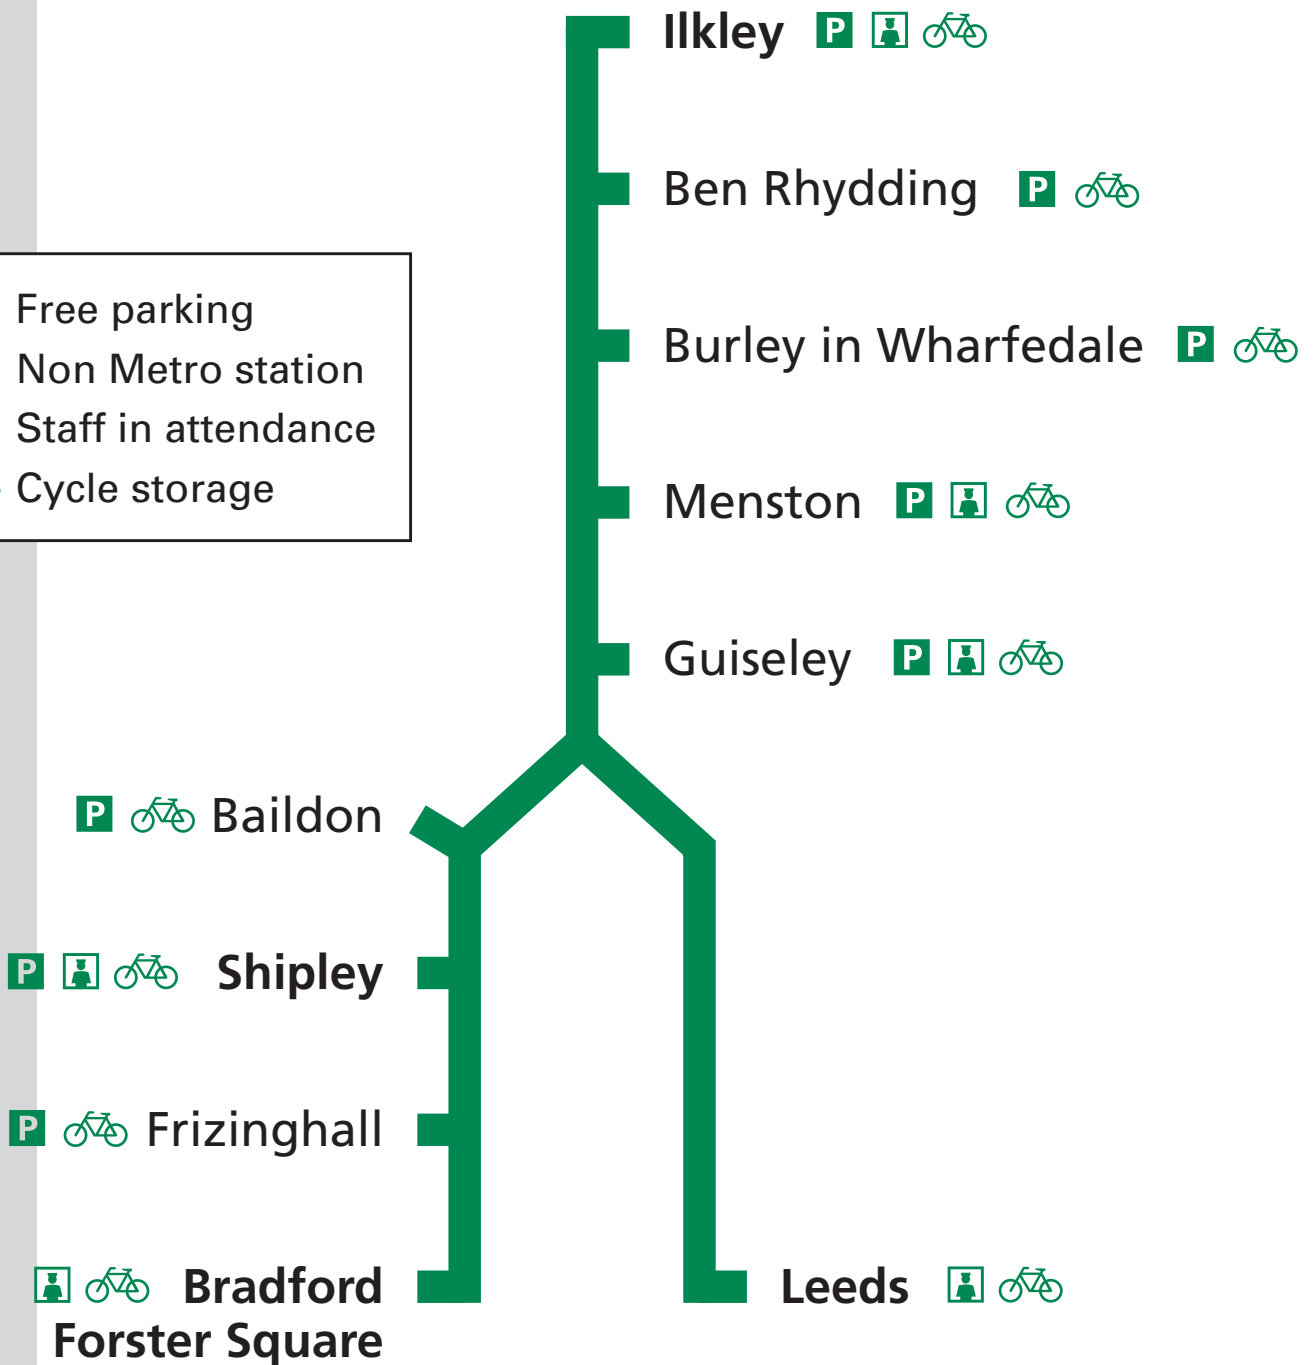 Ilkley P
Ben Rhydding P
Free parking
Non Metro station
Staff in attendance
Cycle storage
Burley in Wharfedale P
Menston P
Guiseley P
P Baildon
P Shipley
P Frizinghall
Bradford
Forster Square
Leeds